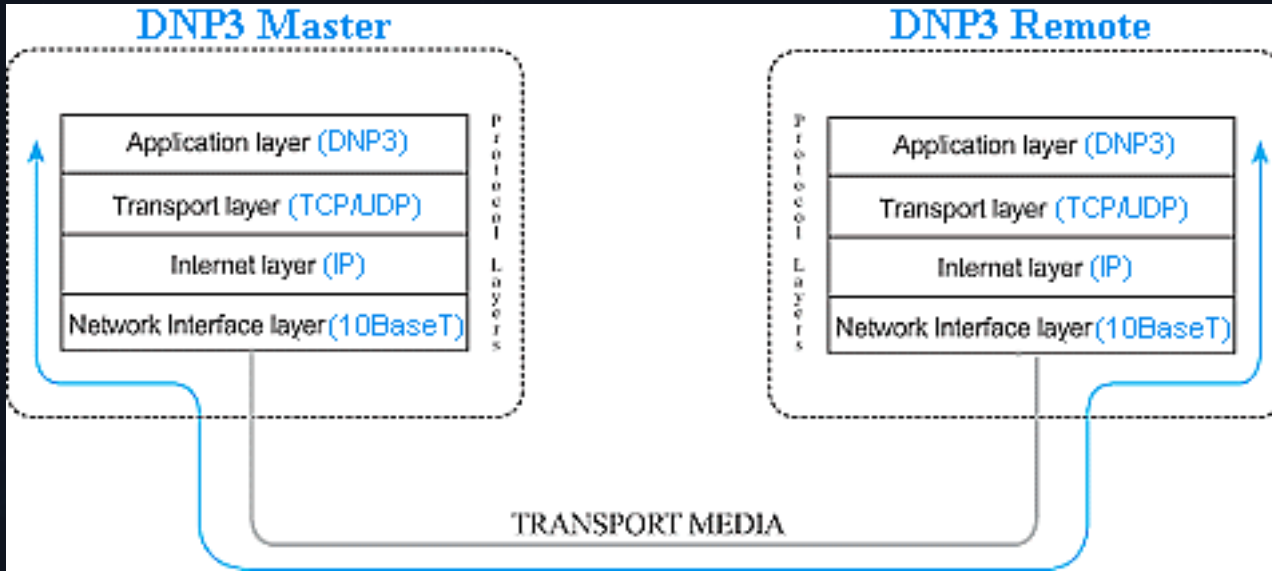 DNP3 Master
Application layer (DNP3)
Transport layer (TCP/UDP)
Internet layer (IP)
Network Interface layer(10BaseT)
Protocol Layers
DNP3 Remote
Protocol Layers
Application layer (DNP3)
Transport layer (TCP/UDP)
Internet layer (IP)
Network Interface layer(10BaseT)
TRANSPORT MEDIA